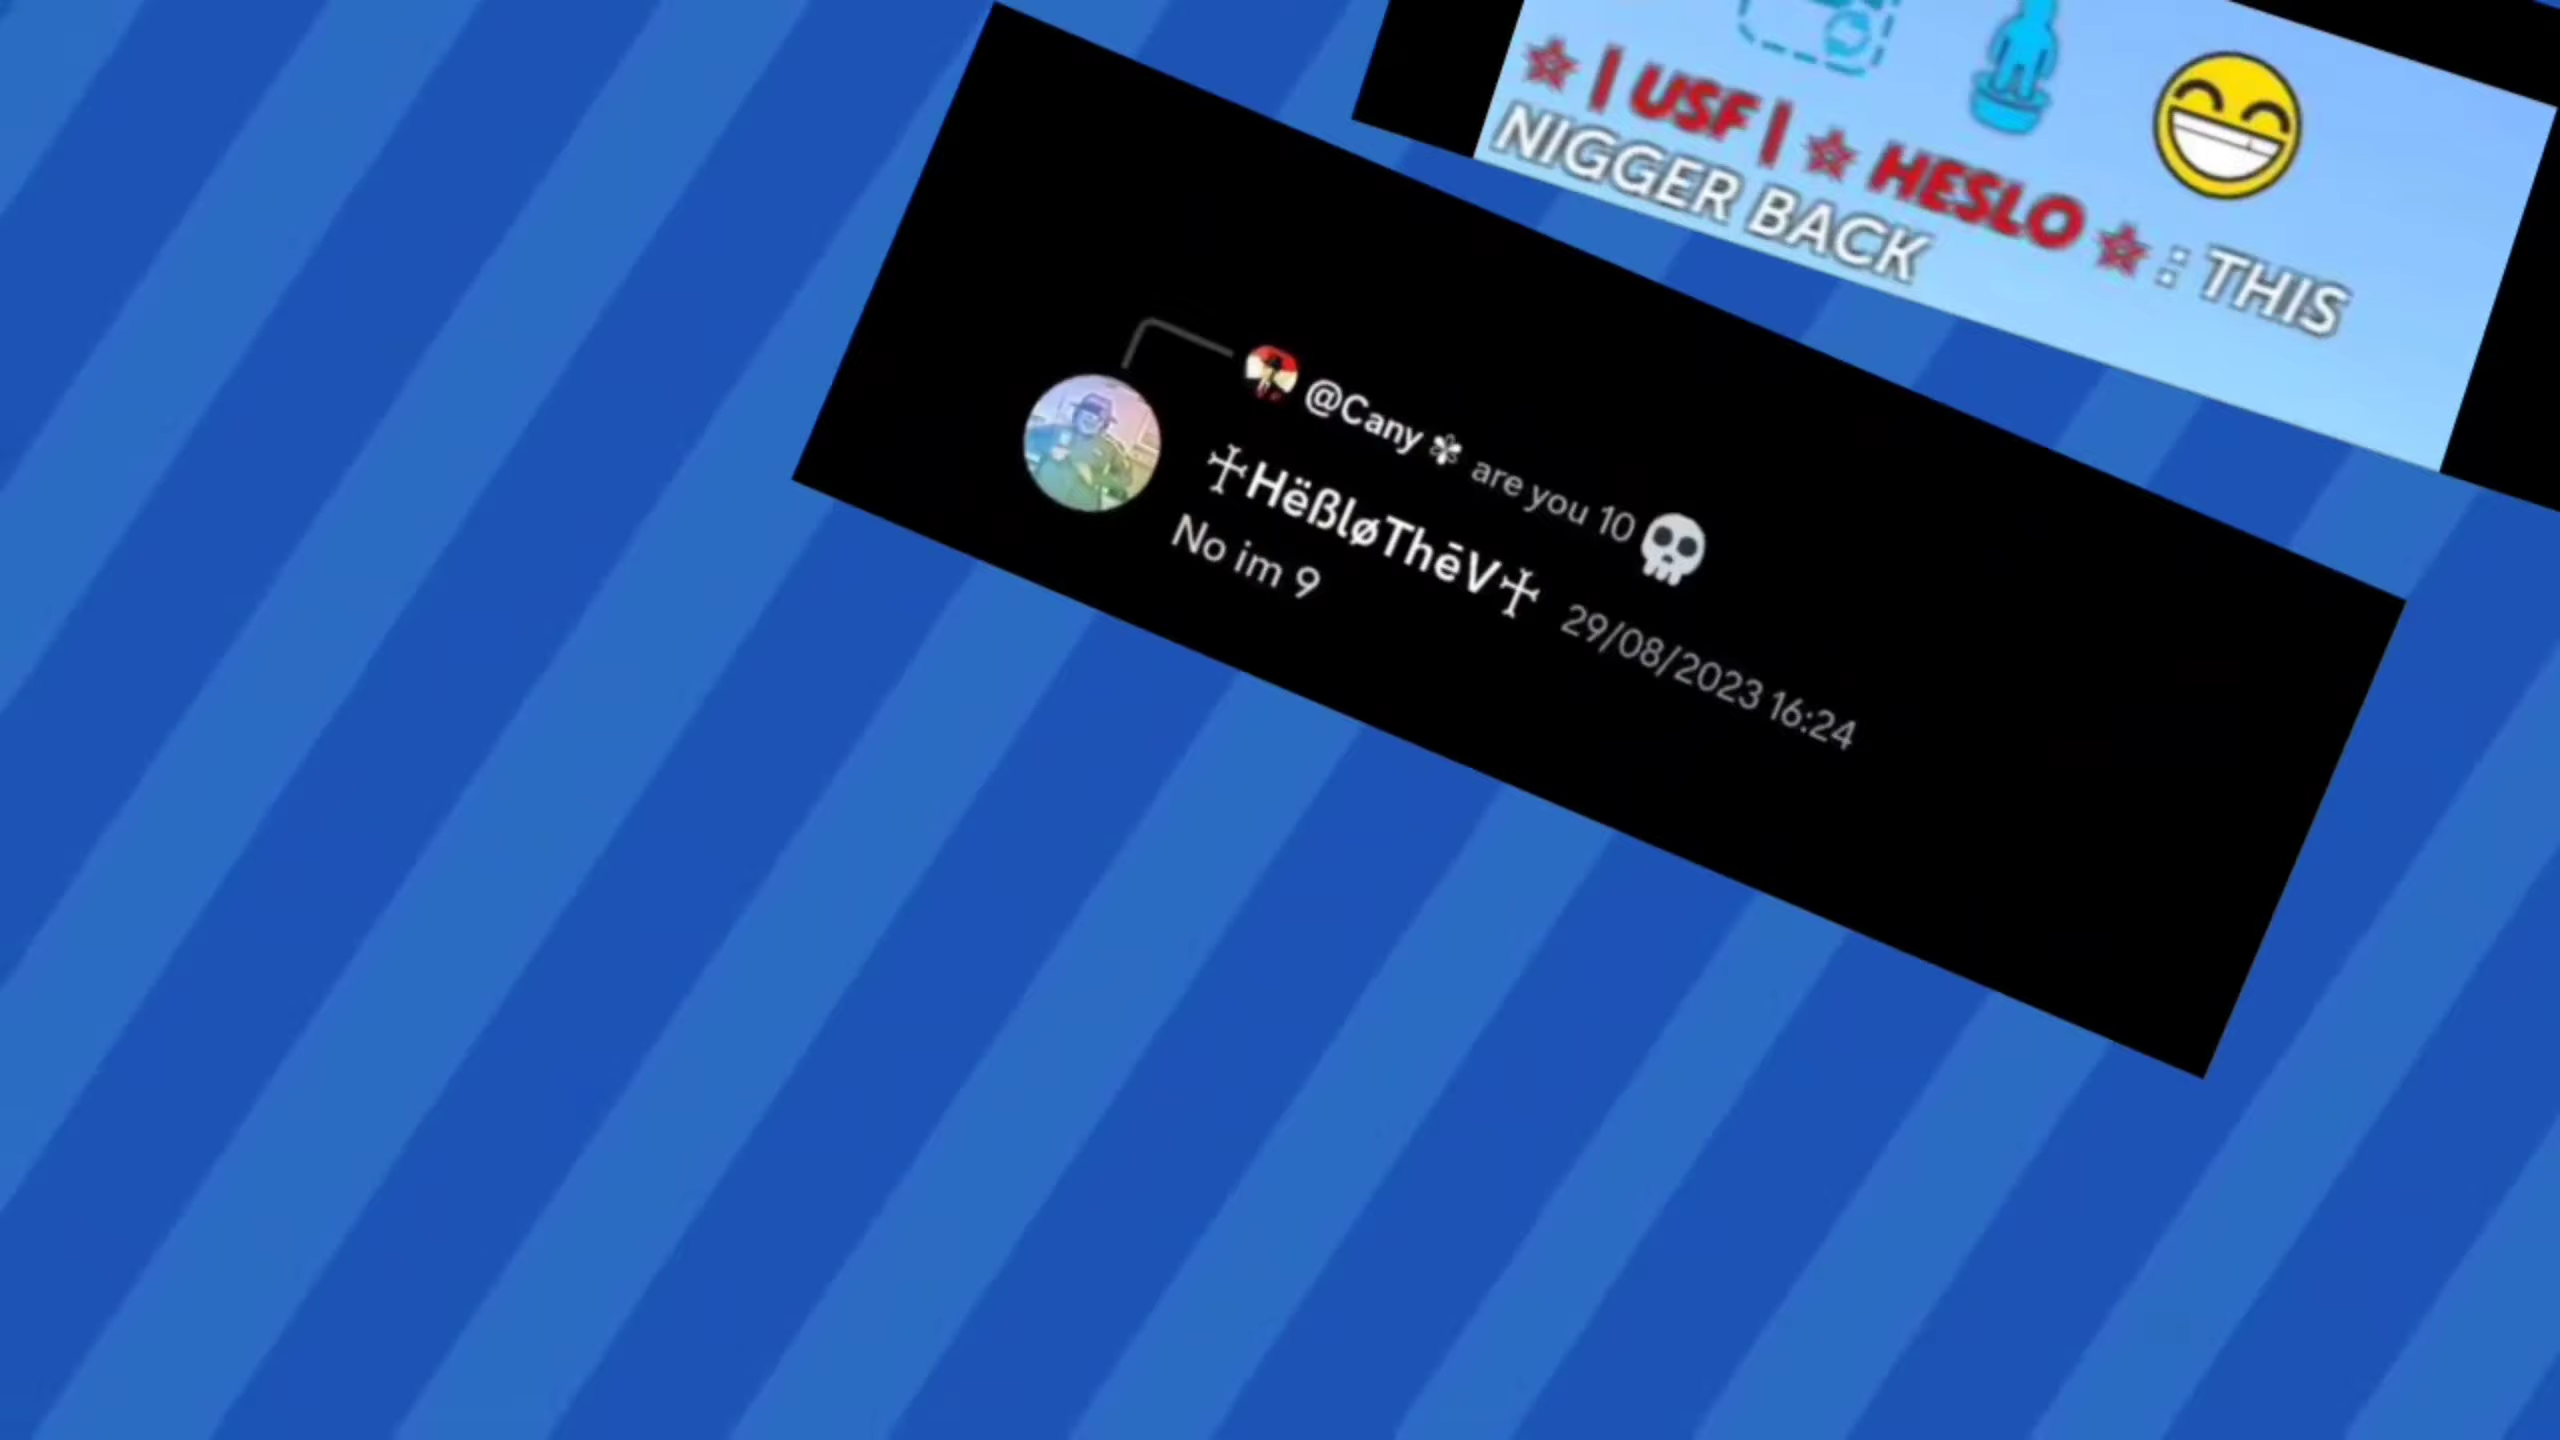 ☆ | USF | ☆ HESLO ☆ : THIS
NIGGER BACK
@Cany ✾ are you 10 💀
♱HëßløThēV♱ 29/08/2023 16:24
No im 9